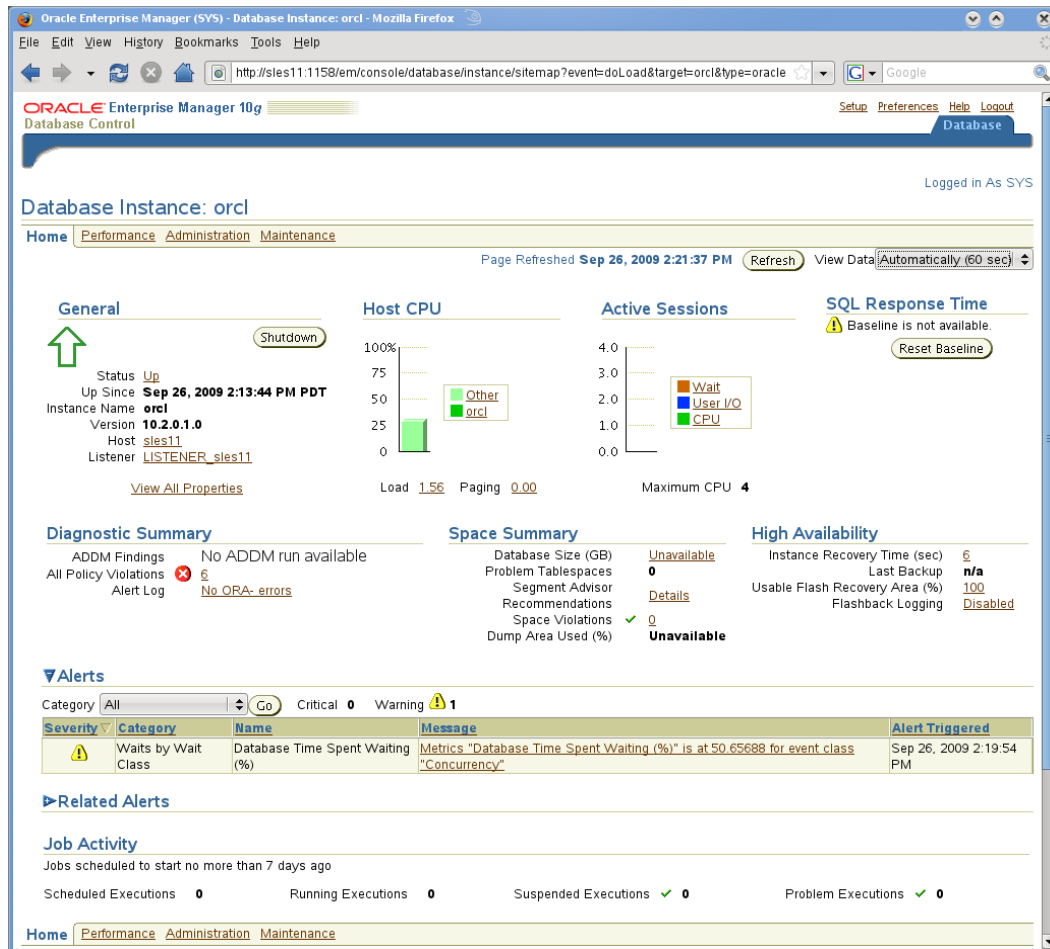 Oracle Enterprise Manager (SYS) - Database Instance: orcl - Mozilla Firefox
File Edit View History Bookmarks Tools Help
http://sles11:1158/em/console/database/instance/sitemap?event=doLoad&target=orcl&type=oracle
G Google
ORACLE Enterprise Manager 10g
Database Control
Setup Preferences Help Logout
Database
Logged in As SYS
Database Instance: orcl
Home Performance Administration Maintenance
Page Refreshed Sep 26, 2009 2:21:37 PM Refresh View Data Automatically (60 sec)
General
Shutdown
Status Up
Up Since Sep 26, 2009 2:13:44 PM PDT
Instance Name orcl
Version 10.2.0.1.0
Host sles11
Listener LISTENER_sles11
View All Properties
Host CPU
100%
75
50
25
0
Other
orcl
Load 1.56 Paging 0.00
Active Sessions
4.0
3.0
2.0
1.0
0.0
Wait
User I/O
CPU
Maximum CPU 4
SQL Response Time
Baseline is not available.
Reset Baseline
Diagnostic Summary
ADDM Findings No ADDM run available
All Policy Violations 6
Alert Log No ORA- errors
Space Summary
Database Size (GB) Unavailable
Problem Tablespaces 0
Segment Advisor
Recommendations Details
Space Violations 0
Dump Area Used (%) Unavailable
High Availability
Instance Recovery Time (sec) 6
Last Backup n/a
Usable Flash Recovery Area (%) 100
Flashback Logging Disabled
Alerts
Category All Go Critical 0 Warning 1
Severity Category Name Message Alert Triggered
Waits by Wait Database Time Spent Waiting Metrics "Database Time Spent Waiting (%)" is at 50.65688 for event class Sep 26, 2009 2:19:54
Class (%) "Concurrency" PM
Related Alerts
Job Activity
Jobs scheduled to start no more than 7 days ago
Scheduled Executions 0 Running Executions 0 Suspended Executions 0 Problem Executions 0
Home Performance Administration Maintenance